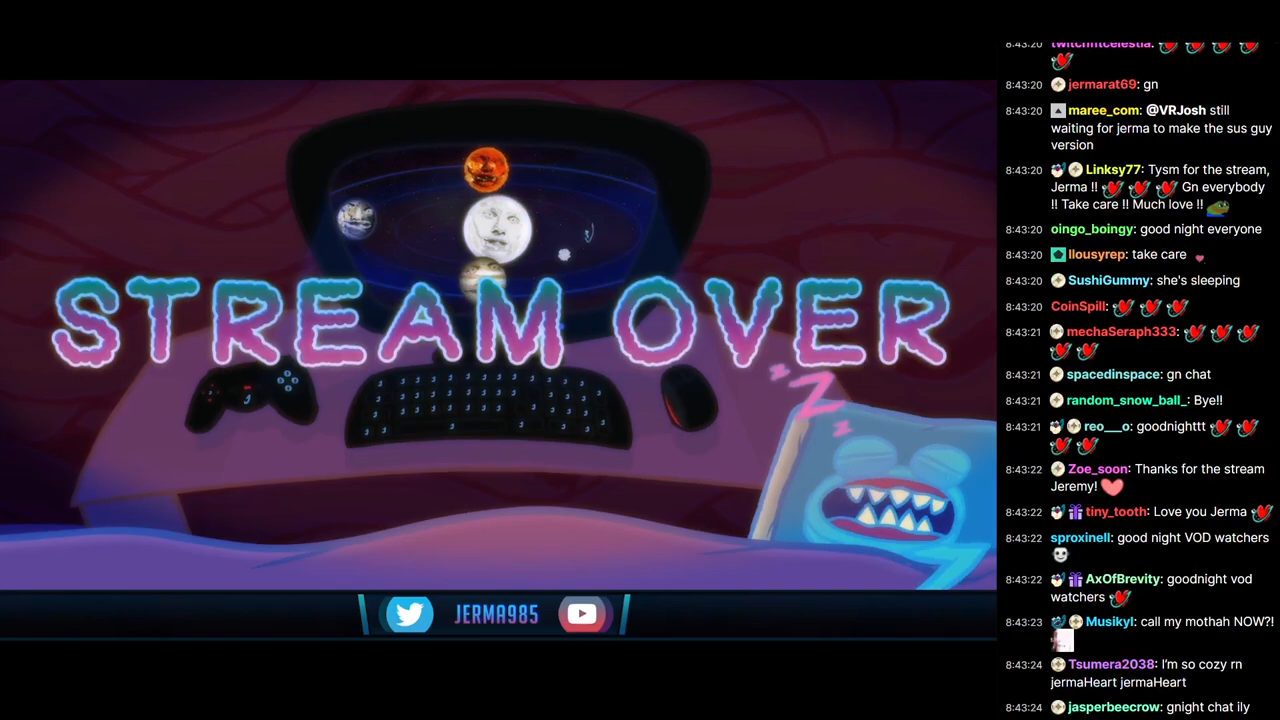 STREAM OVER
z
Z
z
JERMA985
8:43:20 twitchitcelestia:
8:43:20 jermarat69: gn
8:43:20 maree_com: @VRJosh still
waiting for jerma to make the sus guy
version
8:43:20 Linksy77: Tysm for the stream,
Jerma !! Gn everybody
!! Take care !! Much love !!
8:43:20 oingo_boingy: good night everyone
8:43:20 llousyrep: take care
8:43:20 SushiGummy: she's sleeping
8:43:20 CoinSpill:
8:43:21 mechaSeraph333:
8:43:21 spacedinspace: gn chat
8:43:21 random_snow_ball_: Bye!!
8:43:21 reo___o: goodnighttt
8:43:22 Zoe_soon: Thanks for the stream
Jeremy!
8:43:22 tiny_tooth: Love you Jerma
8:43:22 sproxinell: good night VOD watchers
8:43:22 AxOfBrevity: goodnight vod
watchers
8:43:23 Musikyl: call my mothah NOW?!
8:43:24 Tsumera2038: I'm so cozy rn
jermaHeart jermaHeart
8:43:24 jasperbeecrow: gnight chat ily